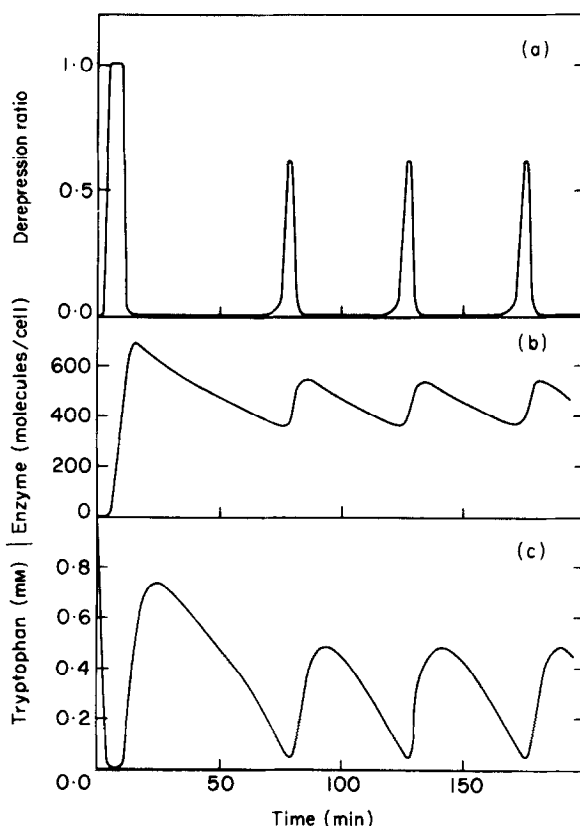 (a)
Derepression ratio
1·0
0·5
0·0
(b)
Enzyme (molecules/cell)
600
400
200
0
(c)
Tryptophan (mM)
0·8
0·6
0·4
0·2
0·0
50
100
150
Time (min)